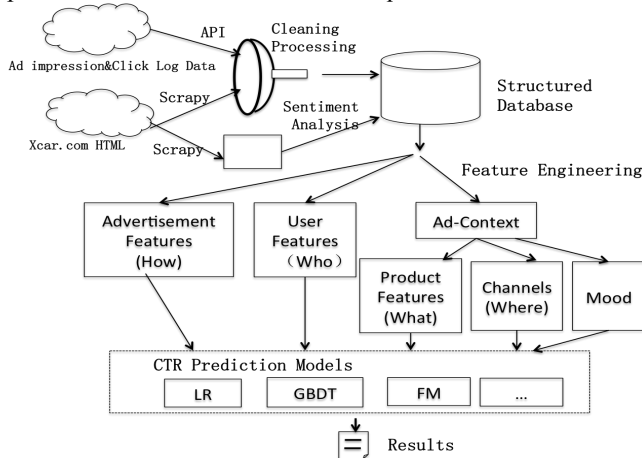 API
Cleaning
Processing
Ad impression&Click Log Data
Structured
Database
Scrapy
Sentiment
Analysis
Xcar.com HTML
Scrapy
Feature Engineering
Advertisement
Features
(How)
User
Features
（Who）
Ad-Context
Product
Features
(What)
Channels
(Where)
Mood
CTR Prediction Models
LR
GBDT
FM
...
Results